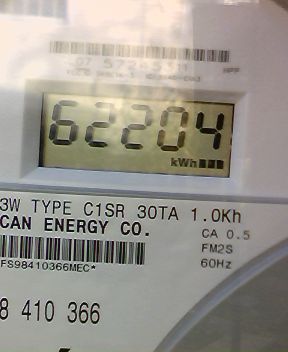 62204
kWh
3W TYPE C1SR 30TA 1.0Kh
CAN ENERGY CO.
CA 0.5
FM2S
FS98410366MEC*
60Hz
8 410 366